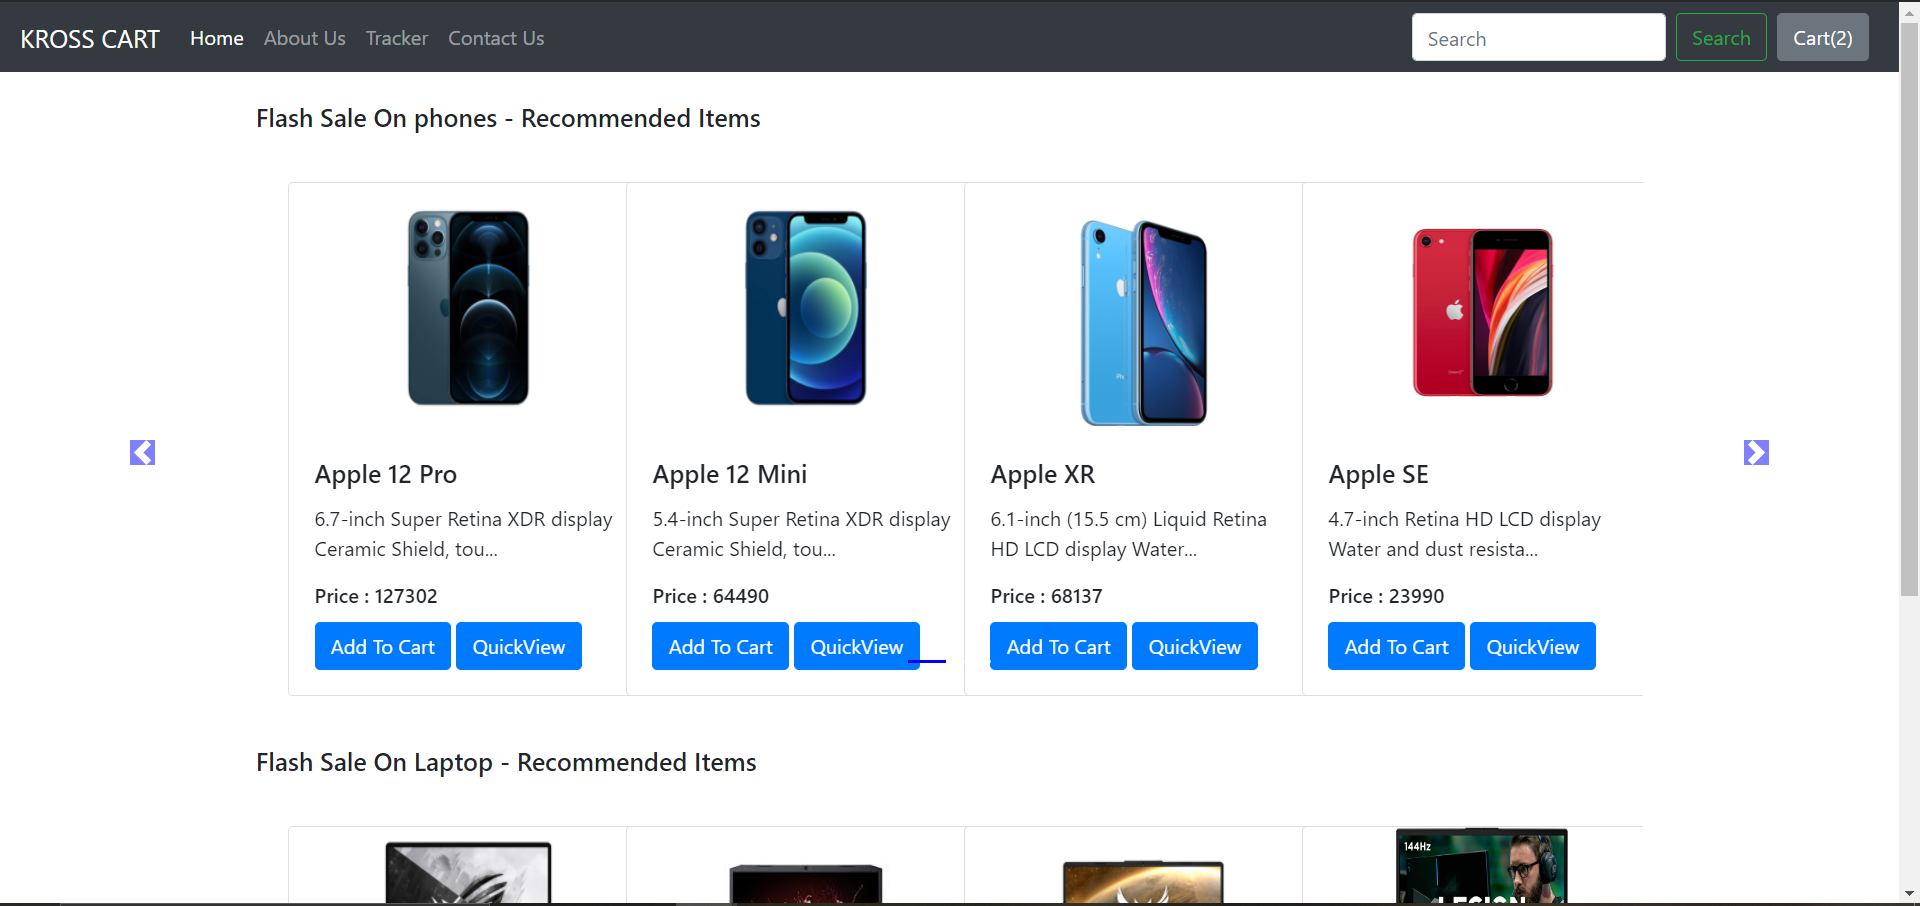 KROSS CART Home About Us Tracker Contact Us Search Search Cart(2)
Flash Sale On phones - Recommended Items
Apple 12 Pro
6.7-inch Super Retina XDR display
Ceramic Shield, tou...
Price : 127302
Add To Cart QuickView
Apple 12 Mini
5.4-inch Super Retina XDR display
Ceramic Shield, tou...
Price : 64490
Add To Cart QuickView
Apple XR
6.1-inch (15.5 cm) Liquid Retina
HD LCD display Water...
Price : 68137
Add To Cart QuickView
Apple SE
4.7-inch Retina HD LCD display
Water and dust resista...
Price : 23990
Add To Cart QuickView
Flash Sale On Laptop - Recommended Items
144Hz
LEGION